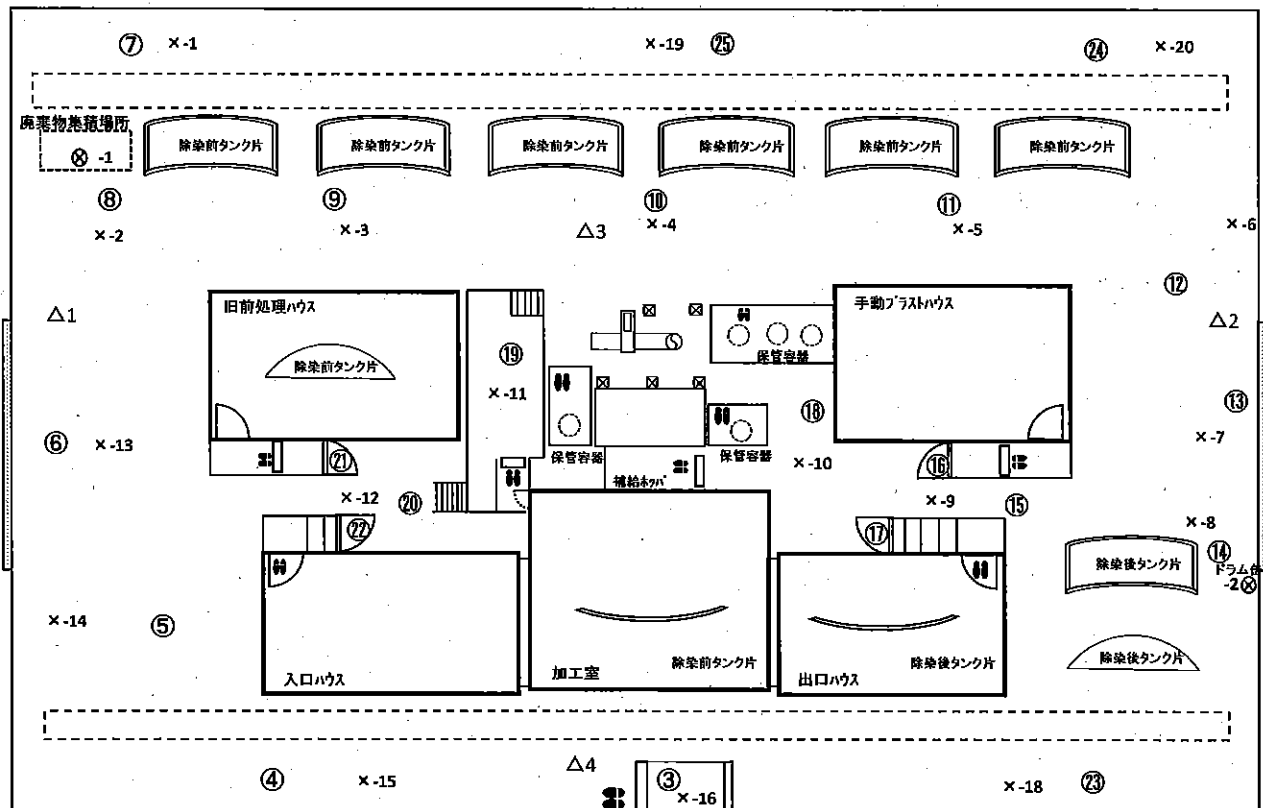 ⑦ ×-1 ×-19 ㉕ ㉔ ×-20
廃棄物集積場所
⊗ -1
除染前タンク片 除染前タンク片 除染前タンク片 除染前タンク片 除染前タンク片 除染前タンク片
⑧ ⑨ ⑩ ⑪
×-2 ×-3 △3 ×-4 ×-5 ×-6
⑫
旧前処理ハウス 手動ブラストハウス
△1 △2
⑲ 保管容器
除染前タンク片
×-11 ⑱ ⑬
⑥ ×-13 ×-7
保管容器 保管容器
㉑ ×-10 ⑯
補給ホッパ
×-12 ⑳ ×-9 ⑮
㉒ ⑰ ×-8
⑭
除染後タンク片 ドラム缶
-2⊗
×-14 ⑤
除染前タンク片 除染後タンク片 除染後タンク片
入口ハウス 加工室 出口ハウス
④ ×-15 △4 ③ ×-16 ×-18 ㉓